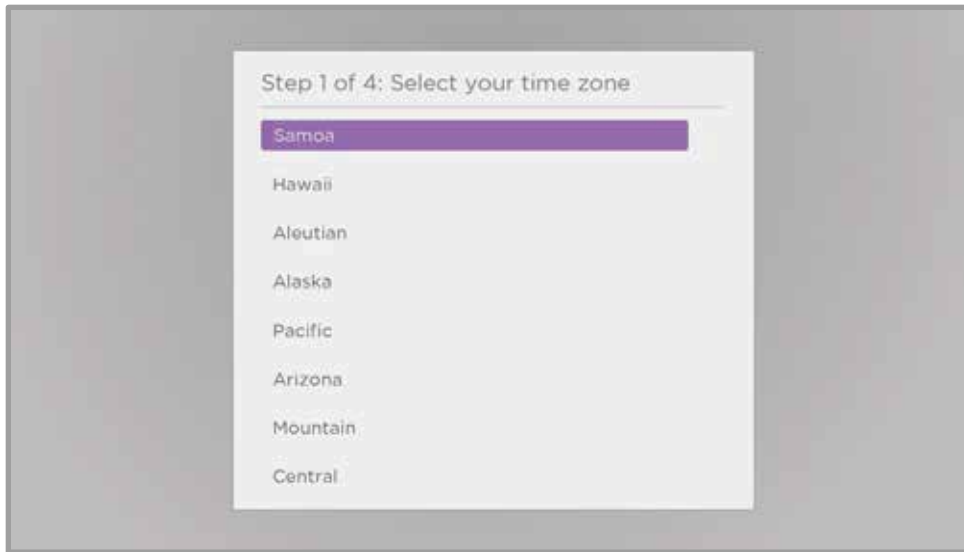 Step 1 of 4: Select your time zone
Samoa
Hawaii
Aleutian
Alaska
Pacific
Arizona
Mountain
Central